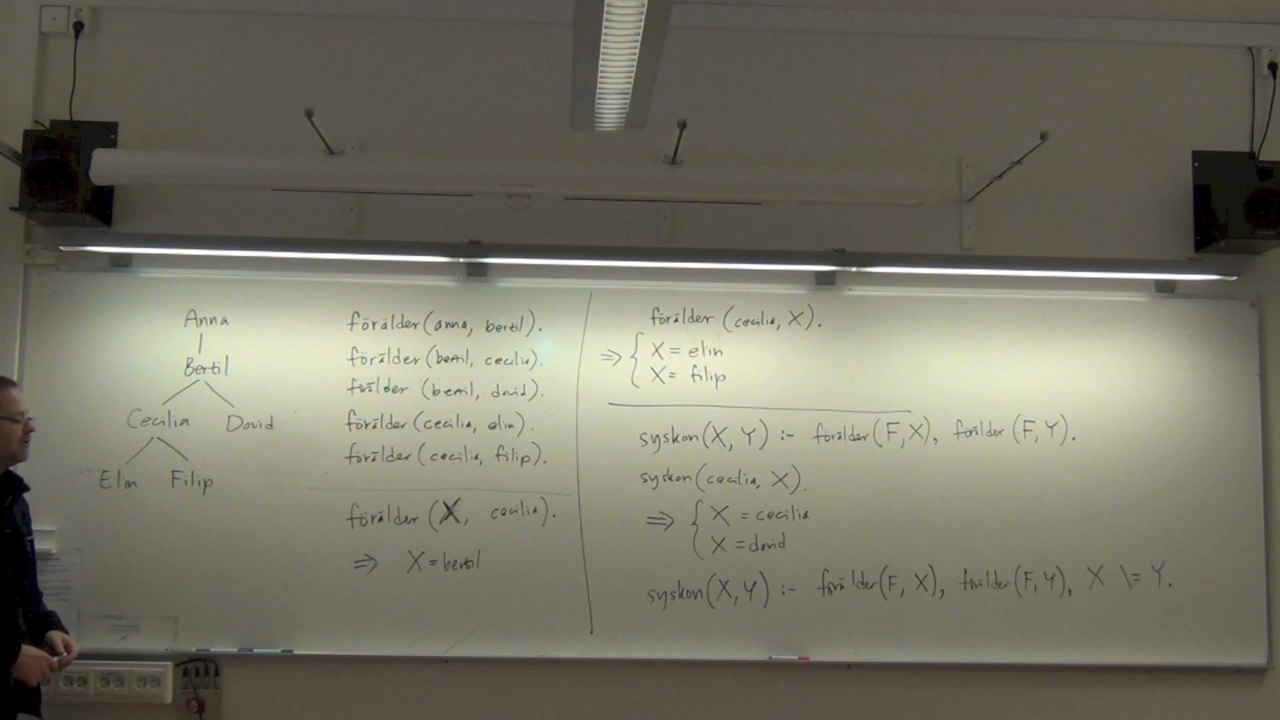 Anna
Bertil
Cecilia David
Elin Filip
förälder(anna, bertil).
förälder(bertil, cecilia).
förälder (bertil, david).
förälder(cecilia, elin).
förälder(cecilia, filip).
förälder (X, cecilia).
⇒ X = bertil
förälder (cecilia, X).
⇒ { X = elin
X = filip
syskon(X, Y) :- förälder(F, X), förälder (F, Y).
syskon(cecilia, X).
⇒ { X = cecilia
X = david
syskon(X, Y) :- förälder(F, X), förälder(F, Y), X \= Y.